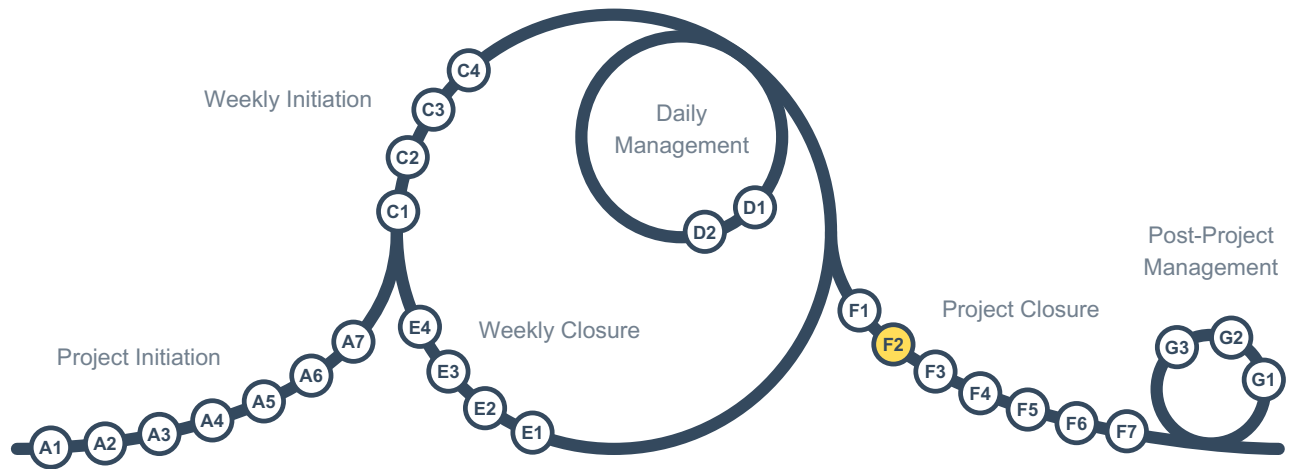 Project Initiation
A1
A2
A3
A4
A5
A6
A7
Weekly Initiation
C1
C2
C3
C4
Daily
Management
D1
D2
Weekly Closure
E1
E2
E3
E4
Project Closure
F1
F2
F3
F4
F5
F6
F7
Post-Project
Management
G1
G2
G3